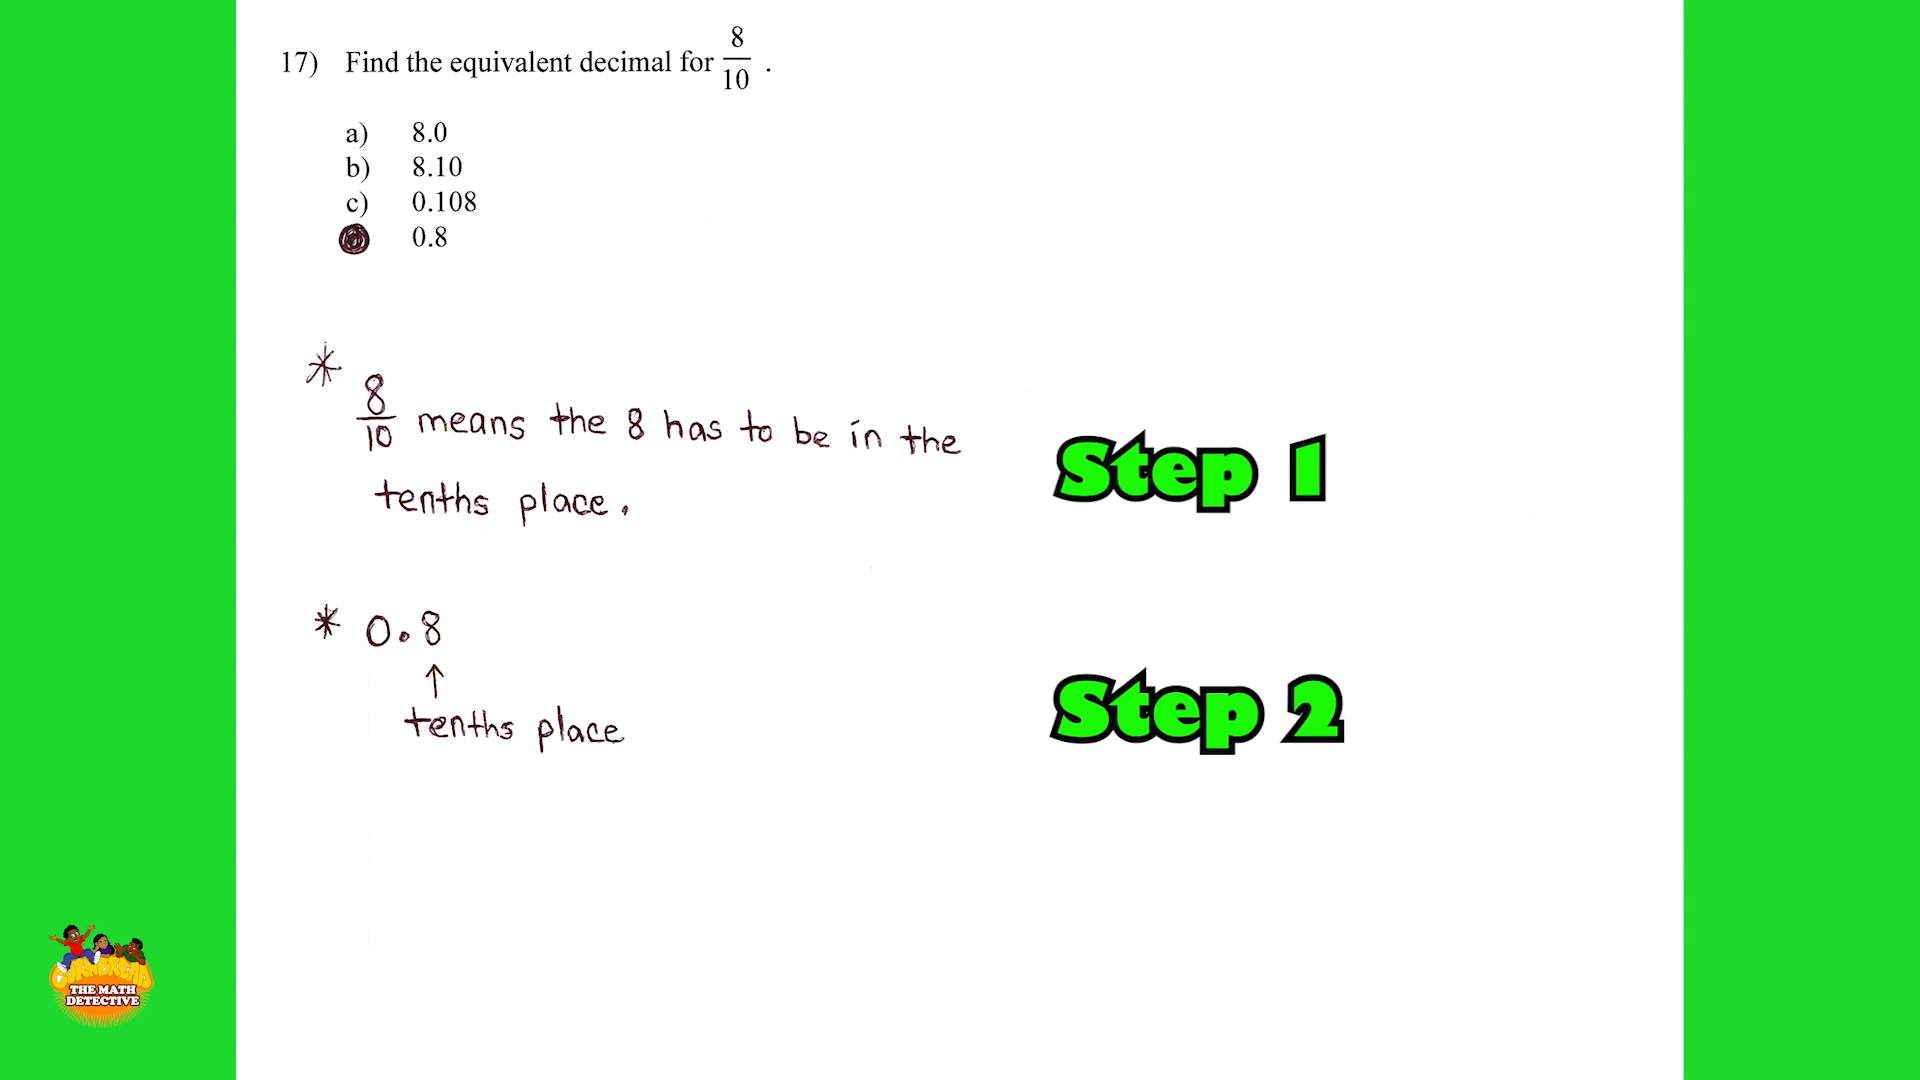 17) Find the equivalent decimal for 8/10 .
a) 8.0
b) 8.10
c) 0.108
0.8
* 8/10 means the 8 has to be in the
tenths place.
Step 1
* 0.8
↑
tenths place
Step 2
THE MATH
DETECTIVE